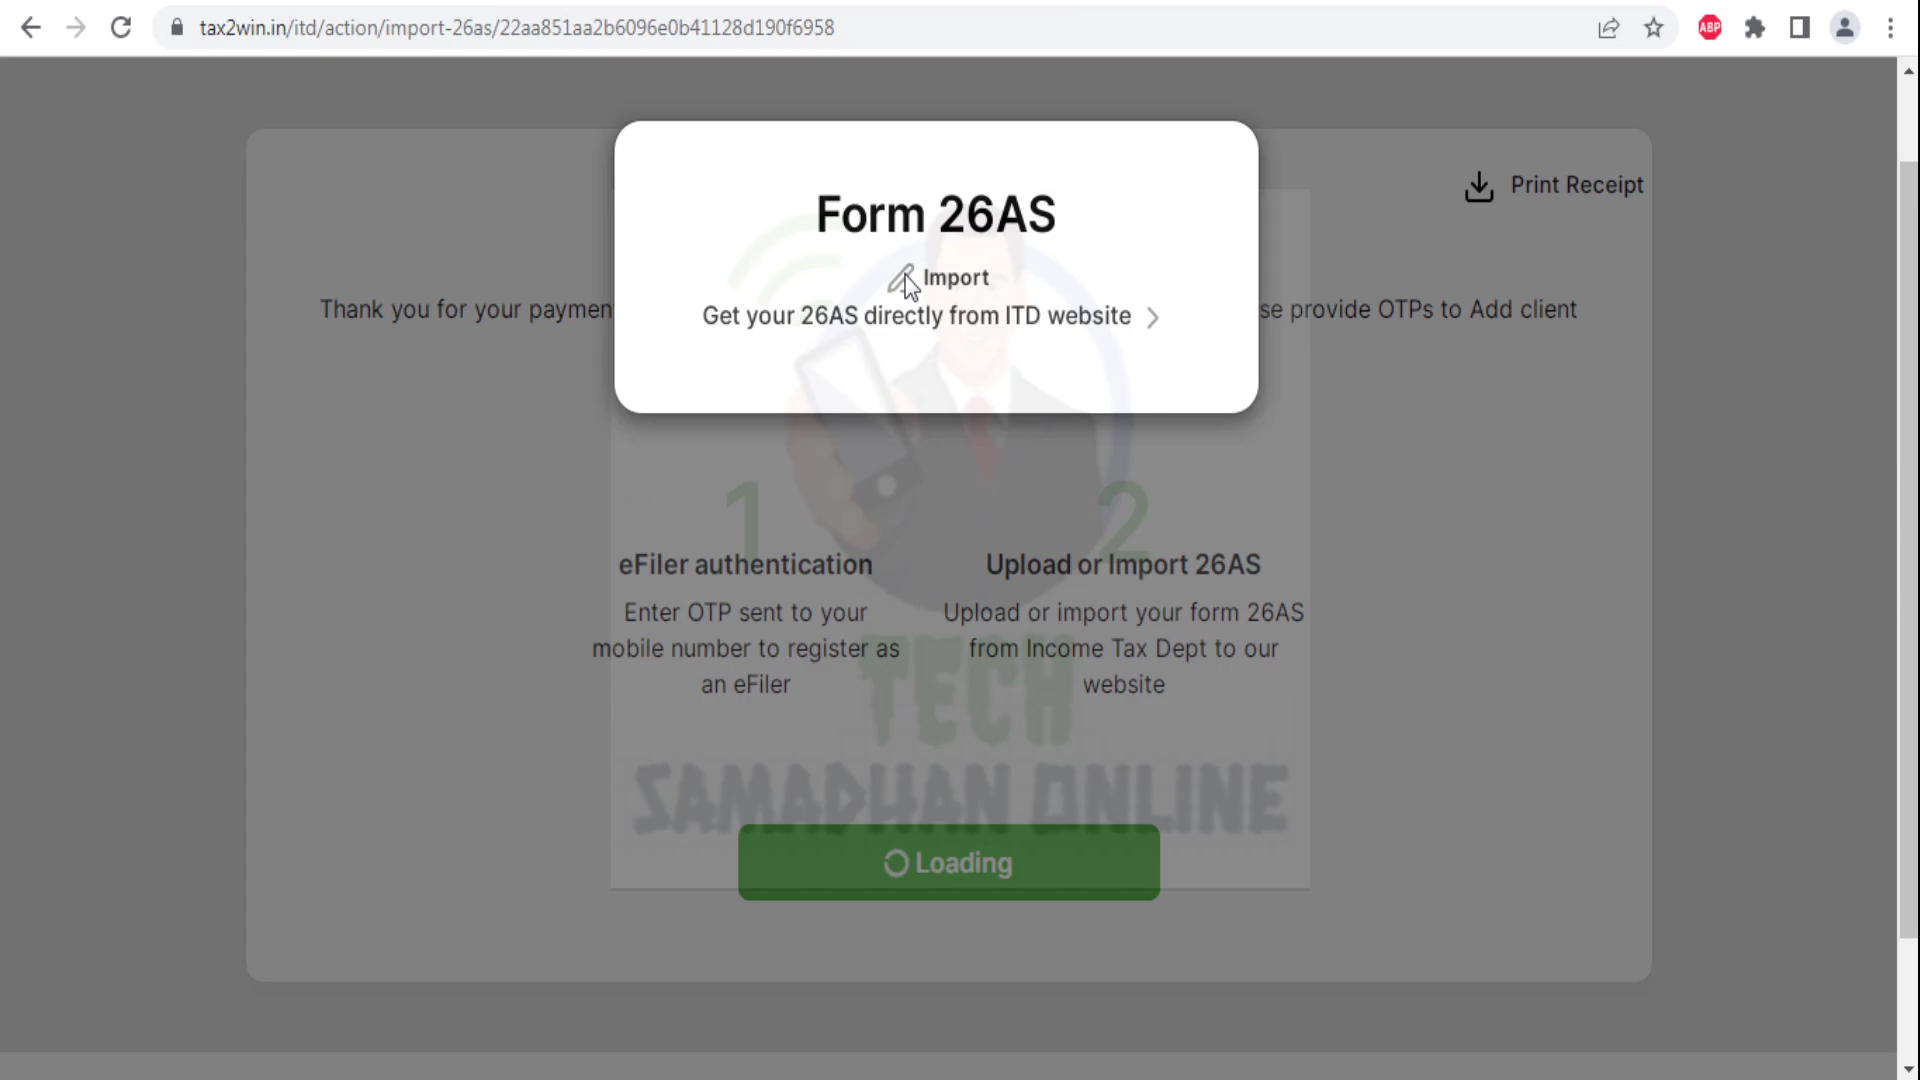 tax2win.in/itd/action/import-26as/22aa851aa2b6096e0b41128d190f6958
ABP
Print Receipt
Form 26AS
Import
Get your 26AS directly from ITD website
Thank you for your paymen
se provide OTPs to Add client
1
2
eFiler authentication
Upload or Import 26AS
Enter OTP sent to your
mobile number to register as
an eFiler
Upload or import your form 26AS
from Income Tax Dept to our
website
TECH
SAMADHAN ONLINE
Loading